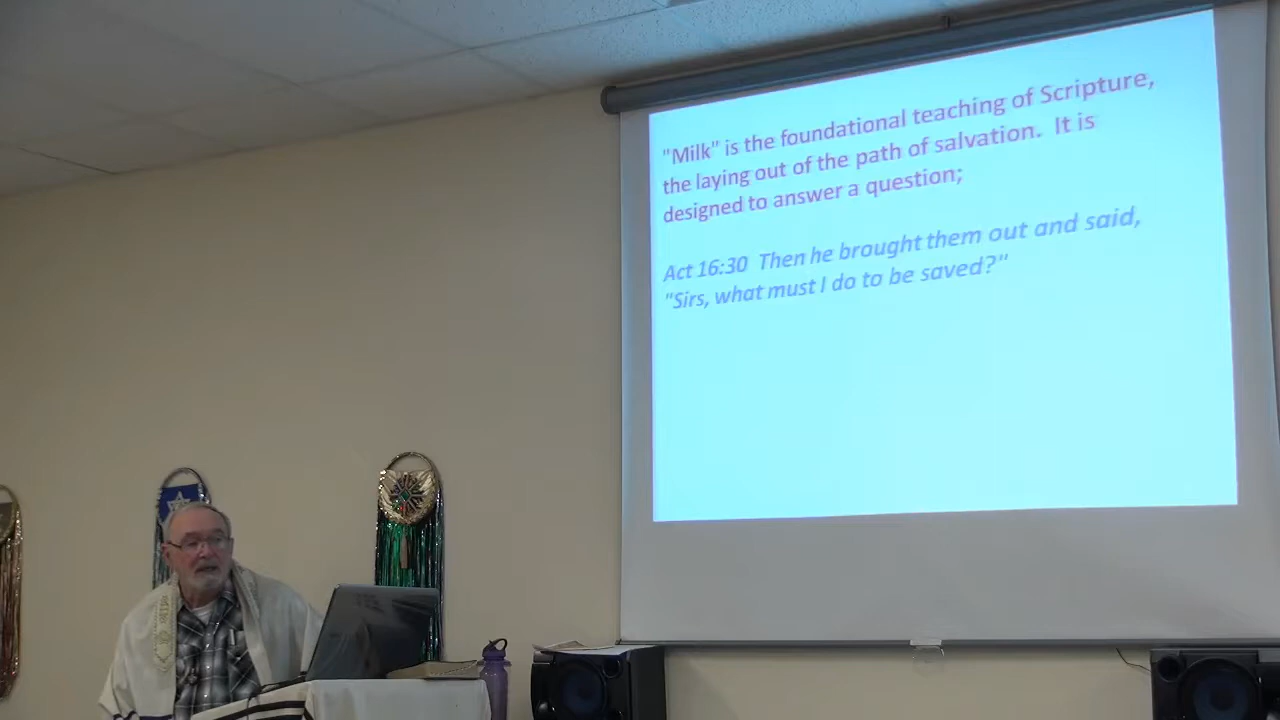 "Milk" is the foundational teaching of Scripture,
the laying out of the path of salvation.  It is
designed to answer a question;
Act 16:30  Then he brought them out and said,
"Sirs, what must I do to be saved?"